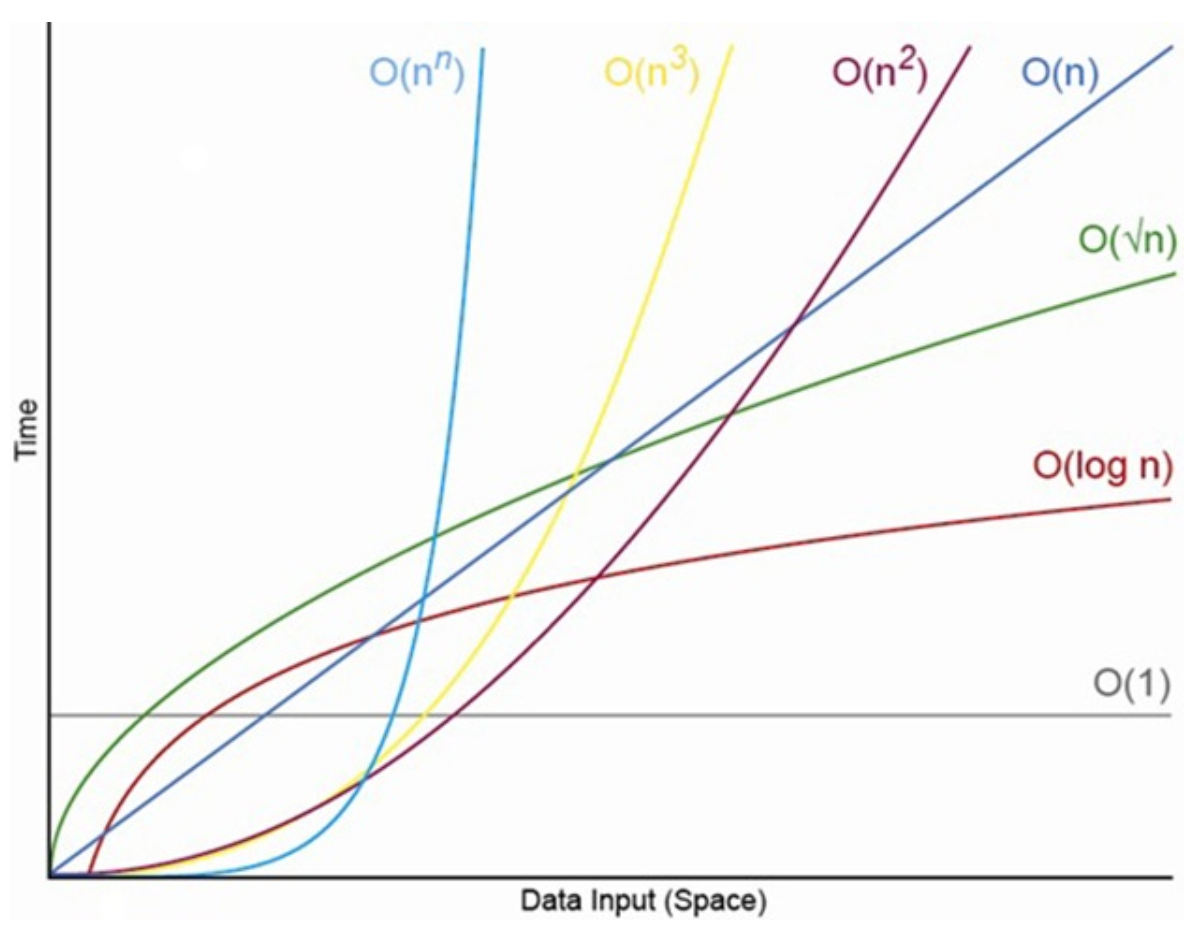 O(nⁿ)
O(n³)
O(n²)
O(n)
O(√n)
O(log n)
O(1)
Time
Data Input (Space)